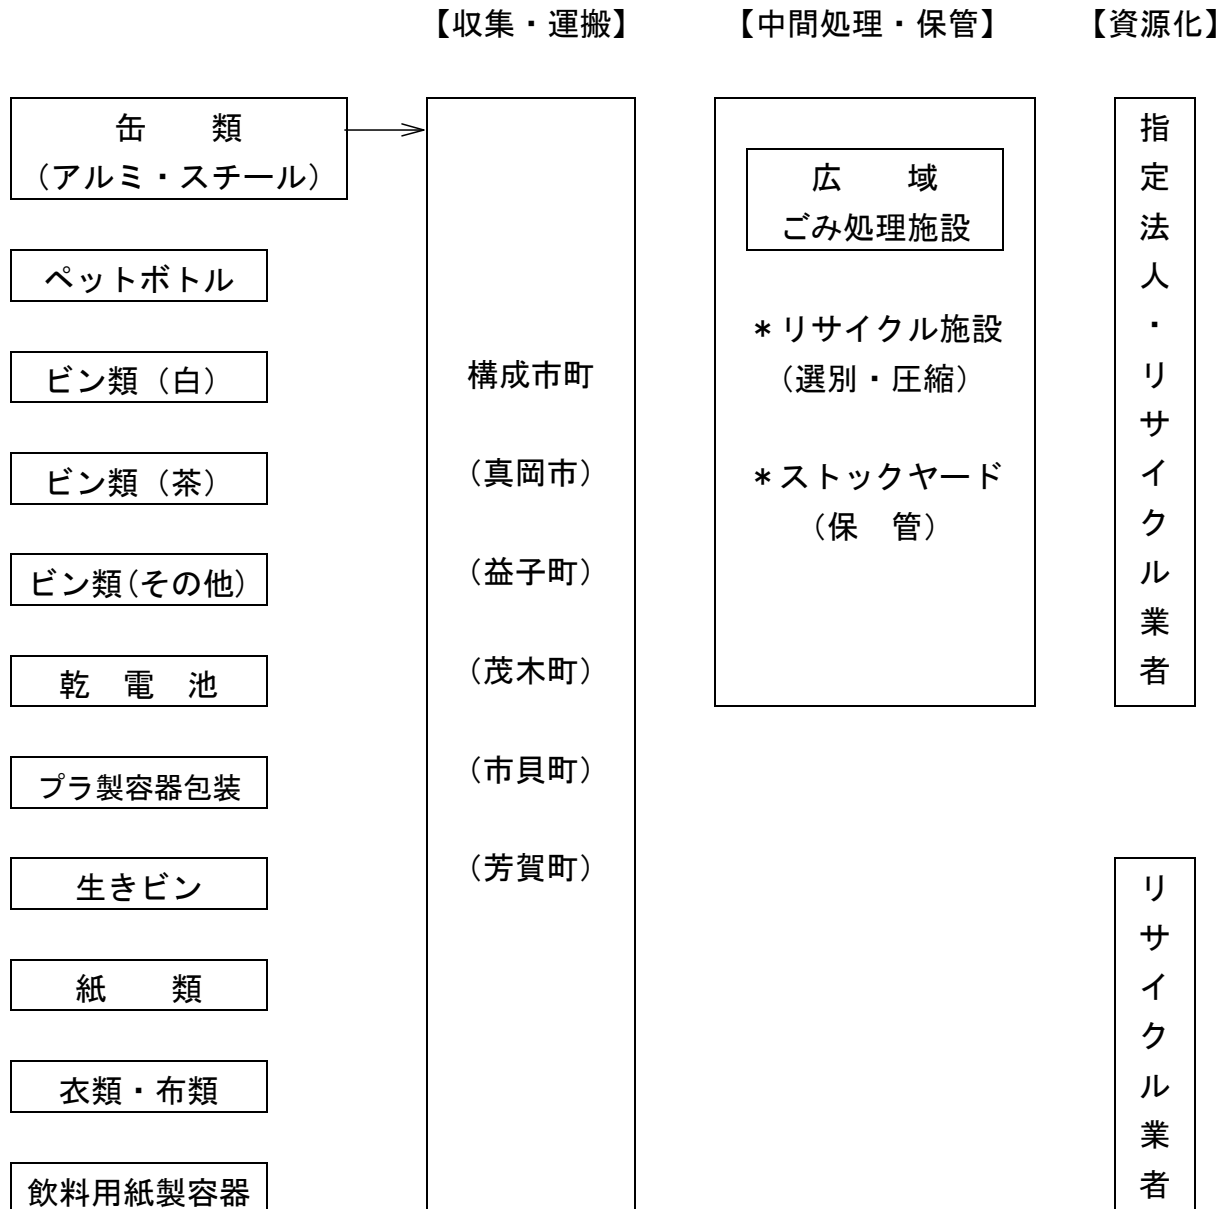 【収集・運搬】 【中間処理・保管】 【資源化】
缶　　類
（アルミ・スチール）
ペットボトル
ビン類（白）
ビン類（茶）
ビン類（その他）
乾　電　池
プラ製容器包装
生きビン
紙　　類
衣類・布類
飲料用紙製容器
構成市町
（真岡市）
（益子町）
（茂木町）
（市貝町）
（芳賀町）
広　　域
ごみ処理施設
＊リサイクル施設
（選別・圧縮）
＊ストックヤード
（保　管）
指定法人・リサイクル業者
リサイクル業者